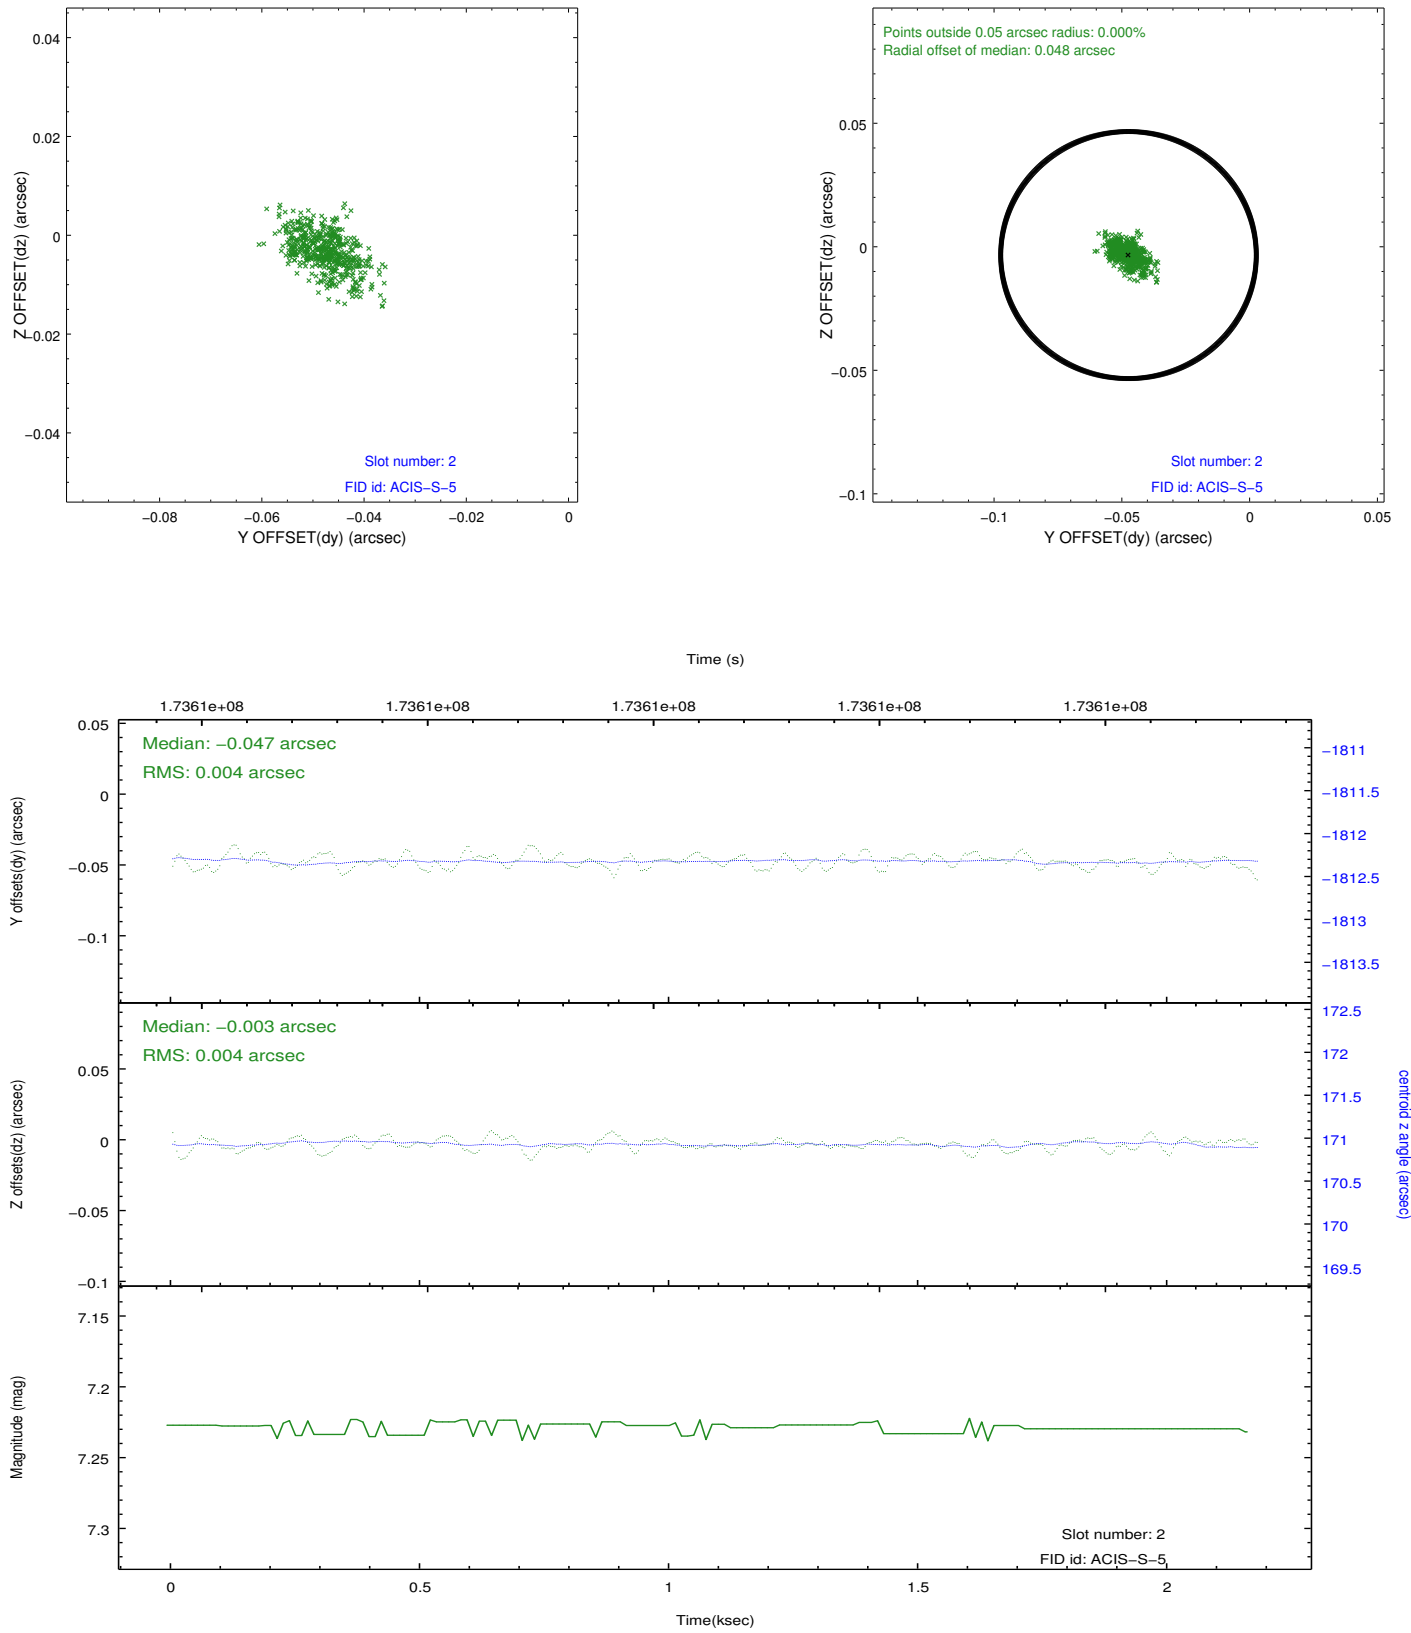 0.04
0.02
0
−0.02
−0.04
Z OFFSET(dz) (arcsec)
Slot number: 2
FID id: ACIS−S−5
−0.08
−0.06
−0.04
−0.02
0
Y OFFSET(dy) (arcsec)
Points outside 0.05 arcsec radius: 0.000%
Radial offset of median: 0.048 arcsec
0.05
0
−0.05
−0.1
Z OFFSET(dz) (arcsec)
Slot number: 2
FID id: ACIS−S−5
−0.1
−0.05
0
0.05
Y OFFSET(dy) (arcsec)
Time (s)
1.7361e+08
1.7361e+08
1.7361e+08
1.7361e+08
1.7361e+08
Median: −0.047 arcsec
RMS: 0.004 arcsec
0.05
0
−0.05
−0.1
Y offsets(dy) (arcsec)
−1811
−1811.5
−1812
−1812.5
−1813
−1813.5
Median: −0.003 arcsec
RMS: 0.004 arcsec
0.05
0
−0.05
−0.1
Z offsets(dz) (arcsec)
172.5
172
171.5
171
170.5
170
169.5
centroid z angle (arcsec)
7.15
7.2
7.25
7.3
Magnitude (mag)
Slot number: 2
FID id: ACIS−S−5
0
0.5
1
1.5
2
Time(ksec)